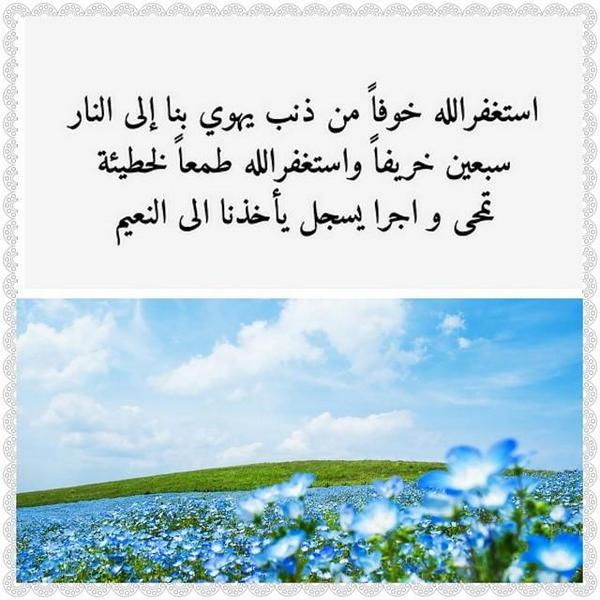 استغفرالله خوفاً من ذنب يهوي بنا إلى النار
سبعين خريفاً واستغفرالله طمعاً لخطيئة
تمحى و اجرا يسجل يأخذنا الى النعيم